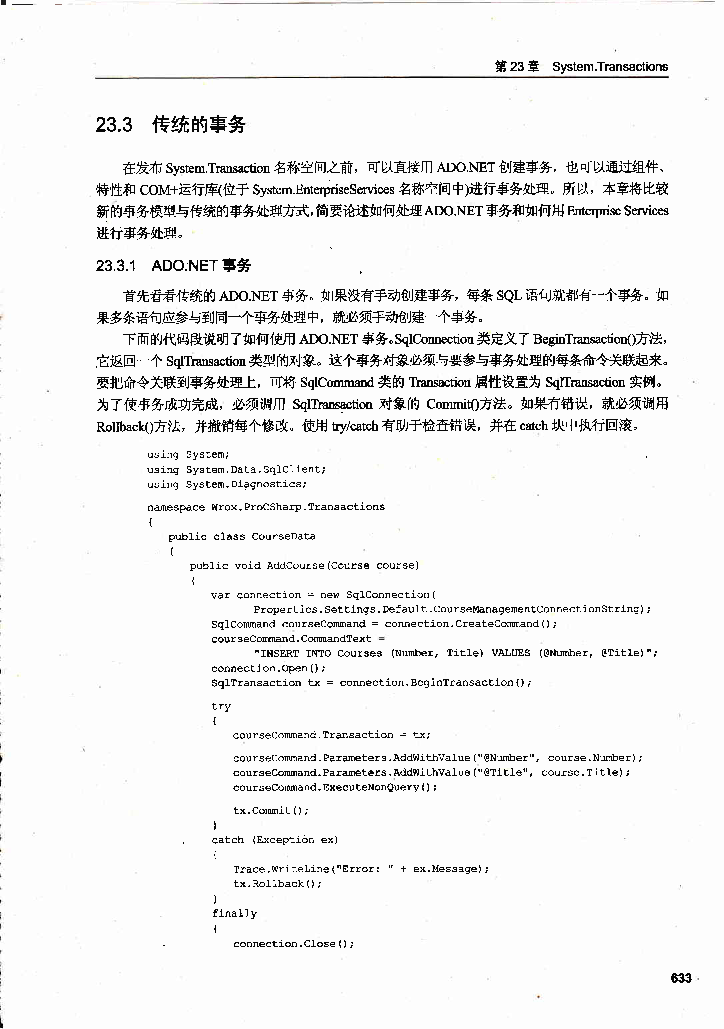 第 23 章 System.Transactions
23.3 传统的事务
在发布 System.Transaction 名称空间之前，可以直接用 ADO.NET 创建事务，也可以通过组件、
特性和 COM+运行库(位于 System.EnterpriseServices 名称空间中)进行事务处理。所以，本章将比较
新的事务模型与传统的事务处理方式，简要论述如何处理 ADO.NET 事务和如何用 Enterprise Services
进行事务处理。
23.3.1 ADO.NET 事务
首先看看传统的 ADO.NET 事务。如果没有手动创建事务，每条 SQL 语句就都有一个事务。如
果多条语句应参与到同一个事务处理中，就必须手动创建一个事务。
下面的代码段说明了如何使用 ADO.NET 事务。SqlConnection 类定义了 BeginTransaction()方法，
它返回一个 SqlTransaction 类型的对象。这个事务对象必须与要参与事务处理的每条命令关联起来。
要把命令关联到事务处理上，可将 SqlCommand 类的 Transaction 属性设置为 SqlTransaction 实例。
为了使事务成功完成，必须调用 SqlTransaction 对象的 Commit()方法。如果有错误，就必须调用
Rollback()方法，并撤销每个修改。使用 try/catch 有助于检查错误，并在 catch 块中执行回滚。
using System;
using System.Data.SqlClient;
using System.Diagnostics;
namespace Wrox.ProCSharp.Transactions
{
public class CourseData
{
public void AddCourse(Course course)
{
var connection = new SqlConnection(
Properties.Settings.Default.CourseManagementConnectionString);
SqlCommand courseCommand = connection.CreateCommand();
courseCommand.CommandText =
"INSERT INTO Courses (Number, Title) VALUES (@Number, @Title)";
connection.Open();
SqlTransaction tx = connection.BeginTransaction();
try
{
courseCommand.Transaction = tx;
courseCommand.Parameters.AddWithValue("@Number", course.Number);
courseCommand.Parameters.AddWithValue("@Title", course.Title);
courseCommand.ExecuteNonQuery();
tx.Commit();
}
catch (Exception ex)
{
Trace.WriteLine("Error: " + ex.Message);
tx.Rollback();
}
finally
{
connection.Close();
633